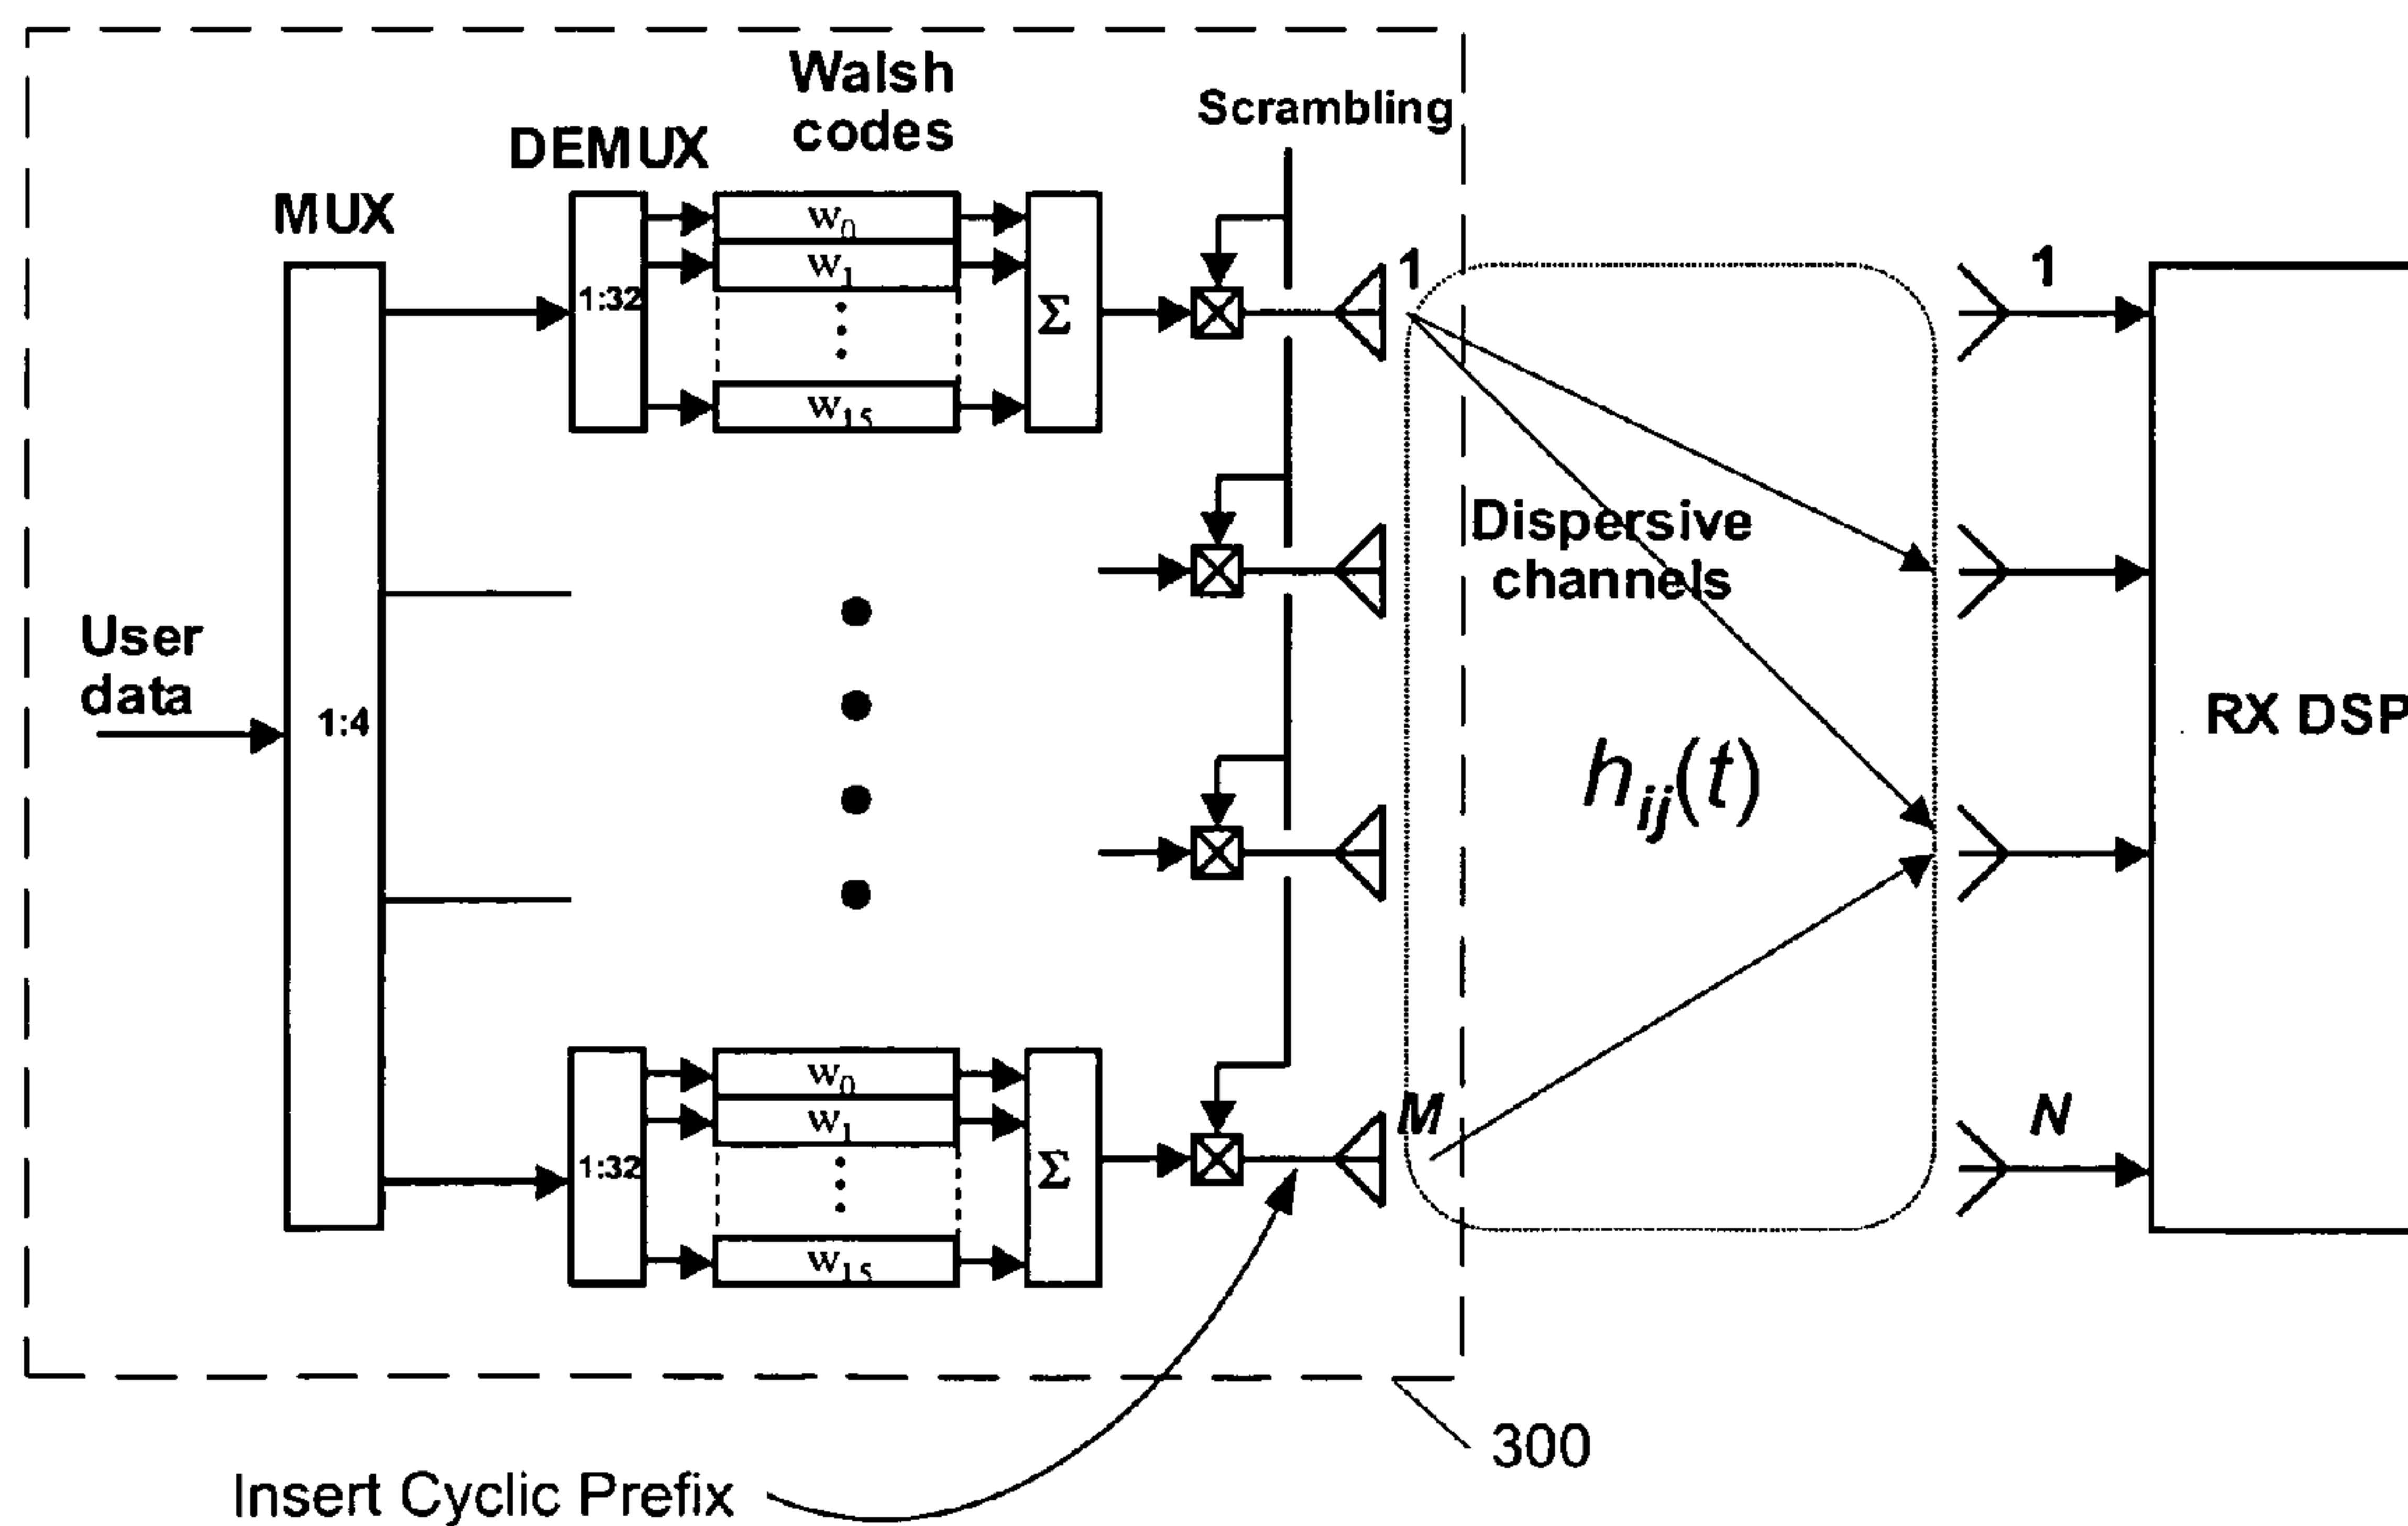 Walsh
codes
Scrambling
DEMUX
MUX
w0
w1
1:32
Σ
w15
1
1
Dispersive
channels
User
data
1:4
RX DSP
hij(t)
w0
w1
1:32
Σ
w15
M
N
300
Insert Cyclic Prefix